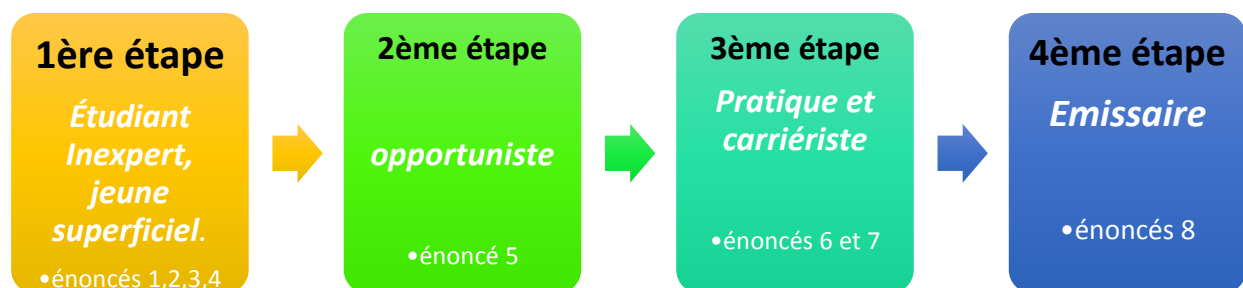 1ère étape
Étudiant
Inexpert,
jeune
superficiel.
•énoncés 1,2,3,4
2ème étape
opportuniste
•énoncé 5
3ème étape
Pratique et
carriériste
•énoncés 6 et 7
4ème étape
Emissaire
•énoncés 8